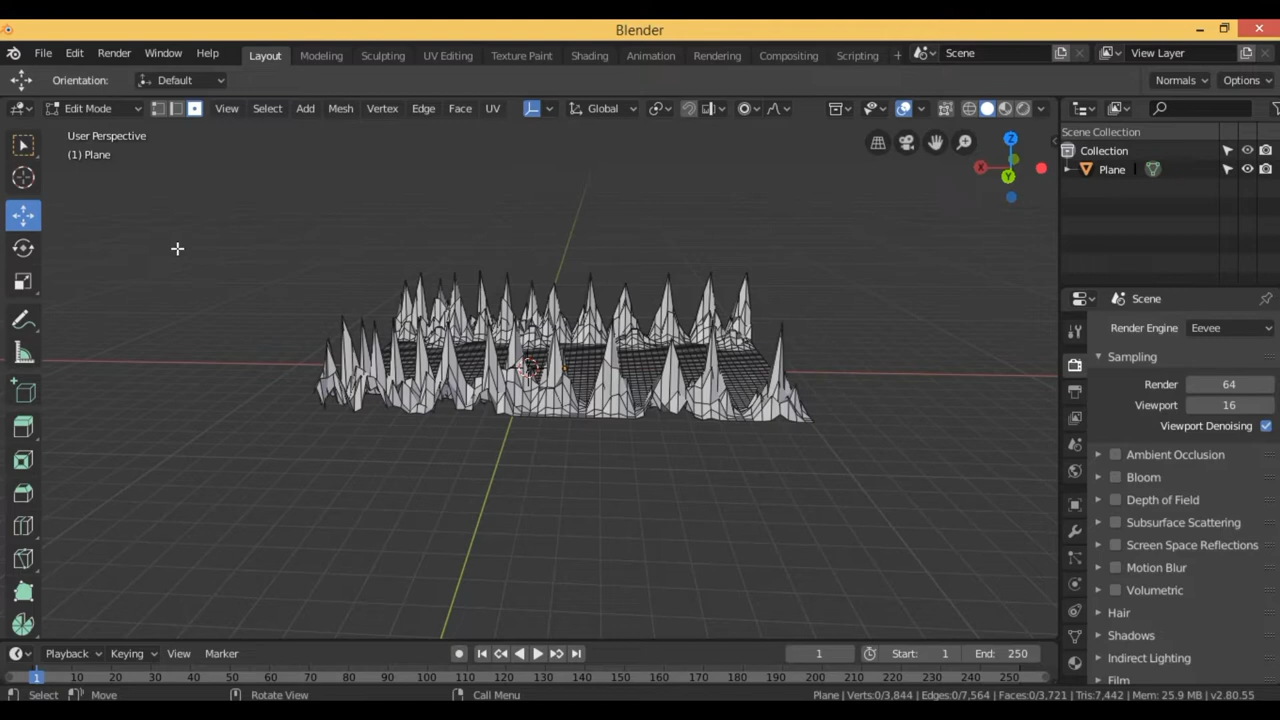 Blender
File Edit Render Window Help Layout Modeling Sculpting UV Editing Texture Paint Shading Animation Rendering Compositing Scripting + Scene View Layer
Orientation: Default Normals Options
Edit Mode View Select Add Mesh Vertex Edge Face UV Global
User Perspective
(1) Plane
Z
X
Y
Scene Collection
Collection
Plane
Scene
Render Engine Eevee
Sampling
Render 64
Viewport 16
Viewport Denoising
Ambient Occlusion
Bloom
Depth of Field
Subsurface Scattering
Screen Space Reflections
Motion Blur
Volumetric
Hair
Shadows
Indirect Lighting
Film
Playback Keying View Marker 1 Start: 1 End: 250
1 10 20 30 40 50 60 70 80 90 100 110 120 130 140 150 160 170 180 190 200 210 220 230 240 250
Select Move Rotate View Call Menu Plane | Verts:0/3,844 | Edges:0/7,564 | Faces:0/3,721 | Tris:7,442 | Mem: 25.9 MB | v2.80.55